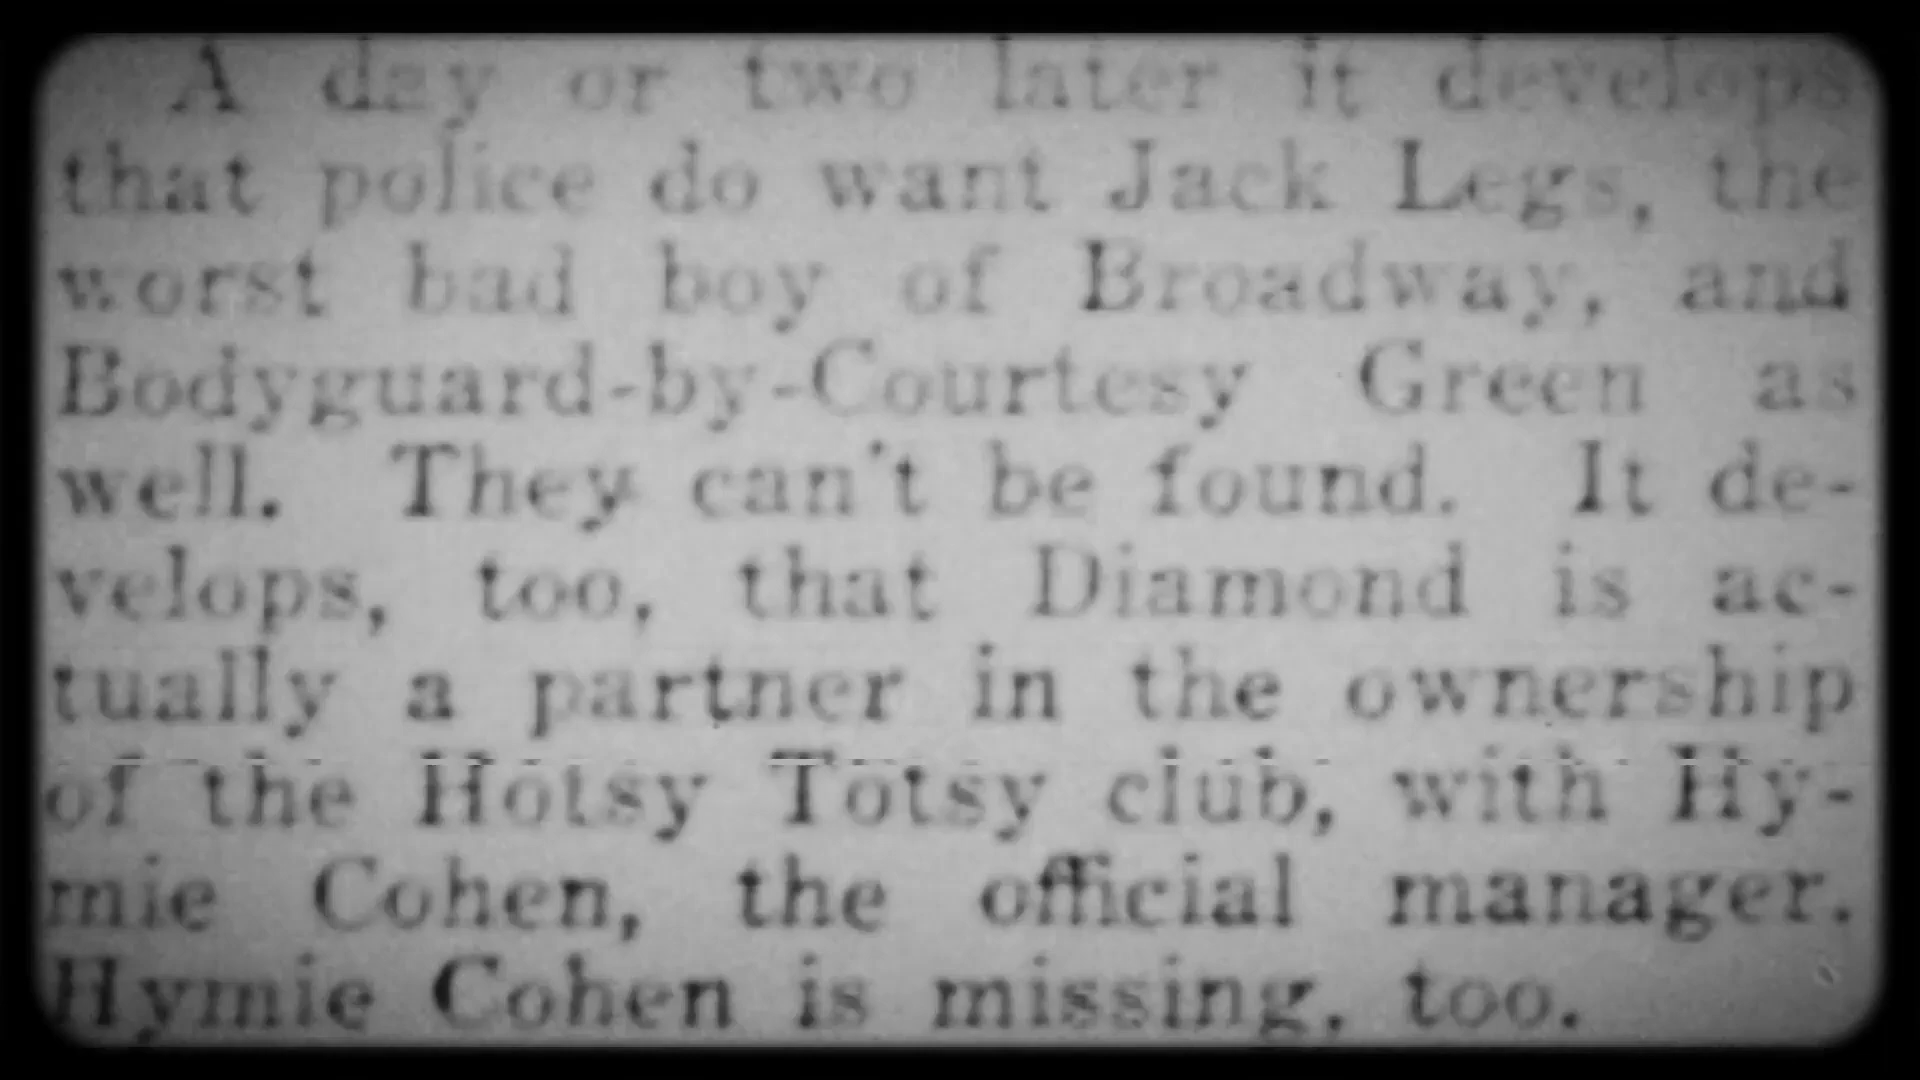 A day or two later it develops
that police do want Jack Legs, the
worst bad boy of Broadway, and
Bodyguard-by-Courtesy Green as
well. They can't be found. It de-
velops, too, that Diamond is ac-
tually a partner in the ownership
of the Hotsy Totsy club, with Hy-
mie Cohen, the official manager.
Hymie Cohen is missing, too.